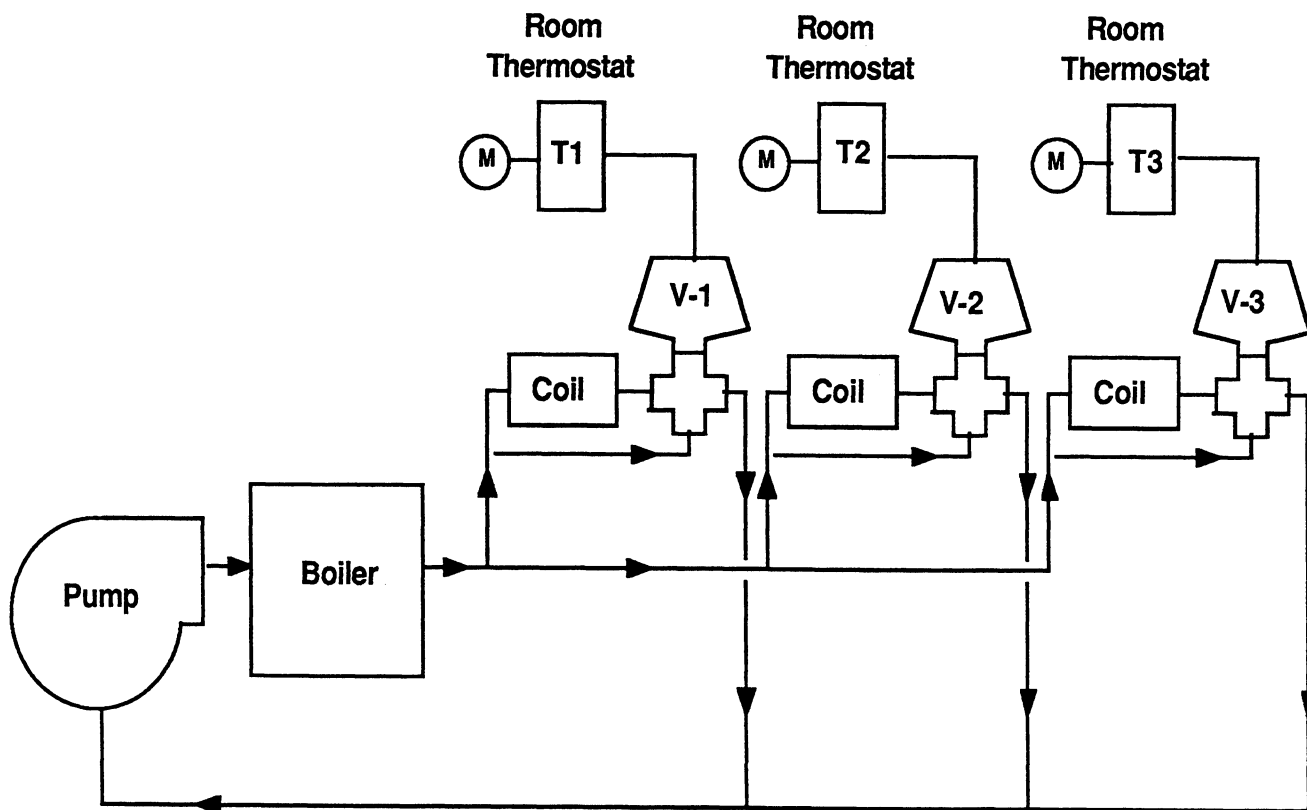 Room
Thermostat
Room
Thermostat
Room
Thermostat
M
T1
M
T2
M
T3
V-1
V-2
V-3
Coil
Coil
Coil
Pump
Boiler